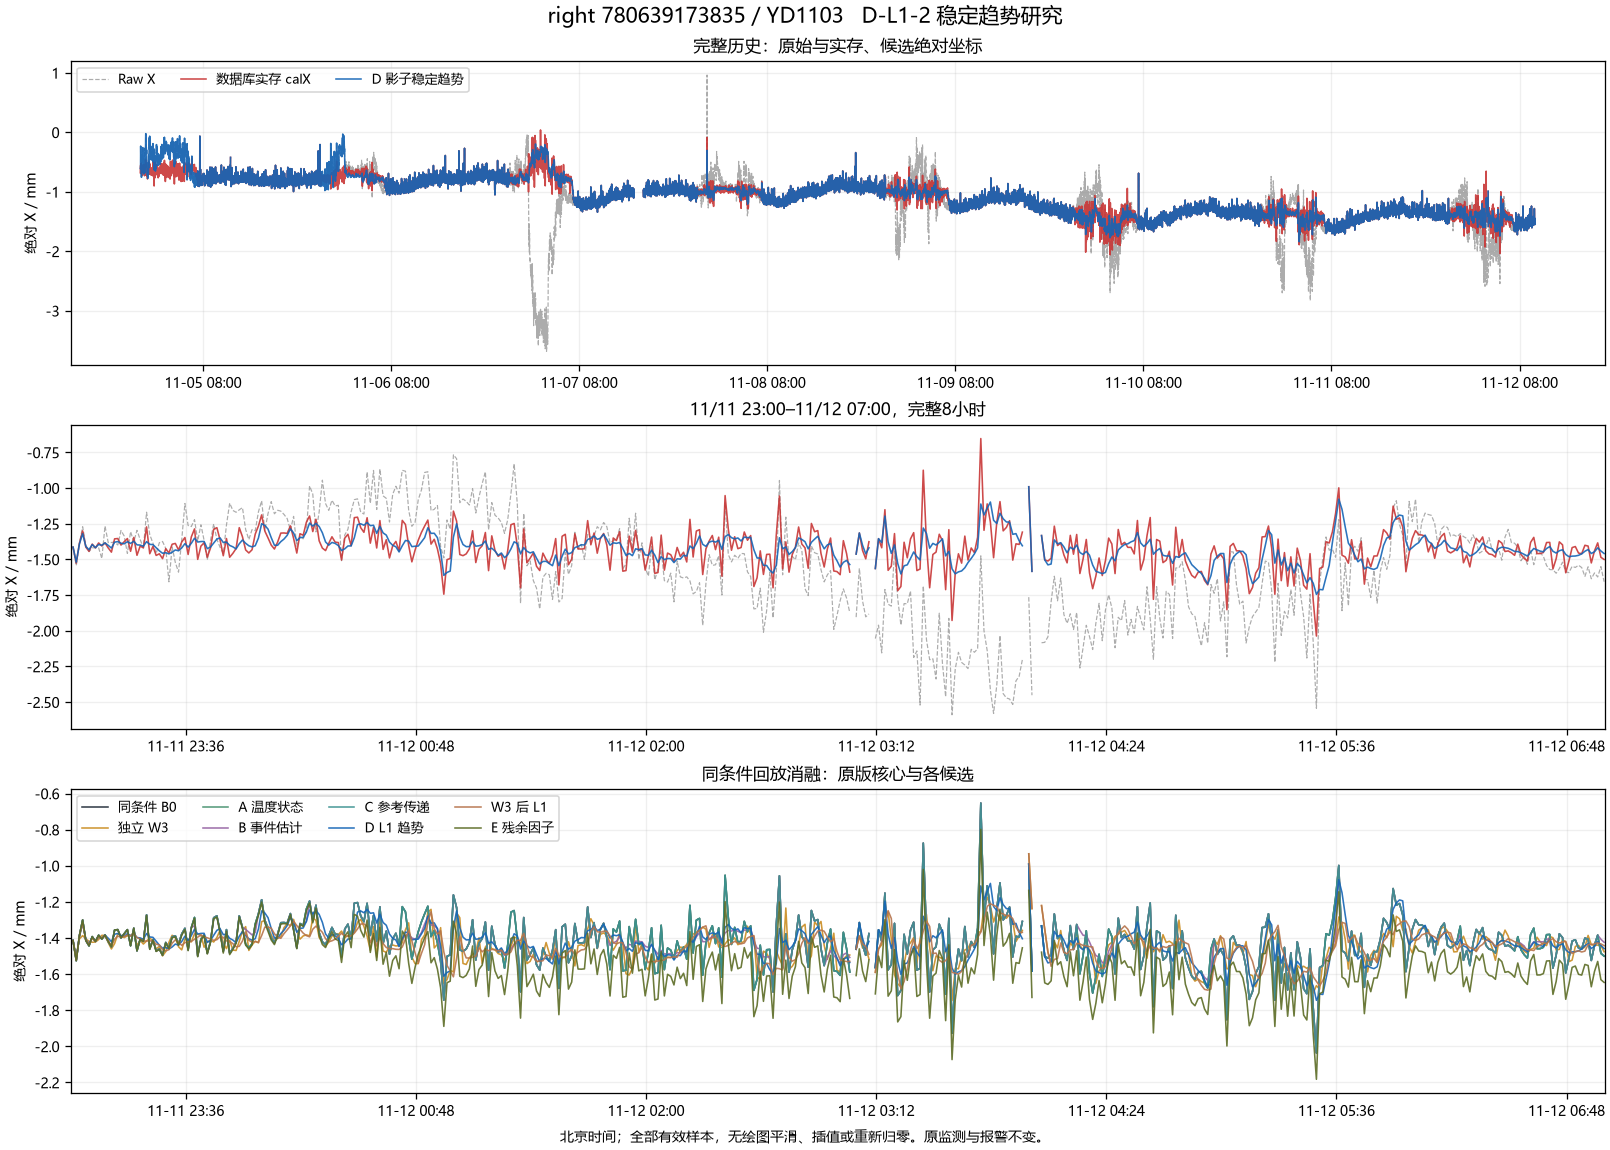 right 780639173835 / YD1103   D-L1-2 稳定趋势研究
完整历史：原始与实存、候选绝对坐标
Raw X
数据库实存 calX
D 影子稳定趋势
绝对 X / mm
1
0
-1
-2
-3
11-05 08:00
11-06 08:00
11-07 08:00
11-08 08:00
11-09 08:00
11-10 08:00
11-11 08:00
11-12 08:00
11/11 23:00–11/12 07:00，完整8小时
绝对 X / mm
-0.75
-1.00
-1.25
-1.50
-1.75
-2.00
-2.25
-2.50
11-11 23:36
11-12 00:48
11-12 02:00
11-12 03:12
11-12 04:24
11-12 05:36
11-12 06:48
同条件回放消融：原版核心与各候选
同条件 B0
A 温度状态
C 参考传递
W3 后 L1
独立 W3
B 事件估计
D L1 趋势
E 残余因子
绝对 X / mm
-0.6
-0.8
-1.0
-1.2
-1.4
-1.6
-1.8
-2.0
-2.2
11-11 23:36
11-12 00:48
11-12 02:00
11-12 03:12
11-12 04:24
11-12 05:36
11-12 06:48
北京时间；全部有效样本，无绘图平滑、插值或重新归零。原监测与报警不变。